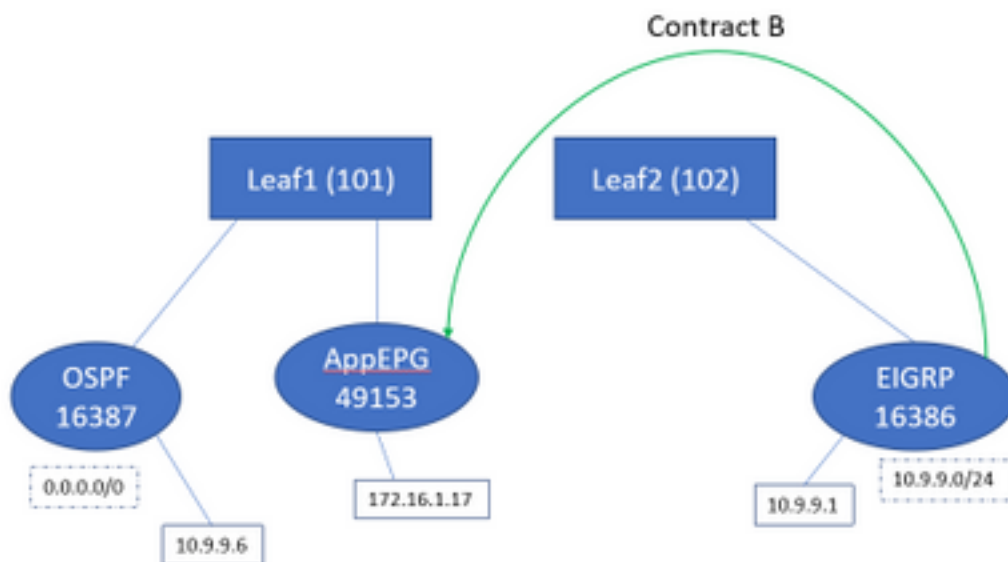 Contract B
Leaf1 (101)
Leaf2 (102)
OSPF
16387
AppEPG
49153
EIGRP
16386
0.0.0.0/0
10.9.9.6
172.16.1.17
10.9.9.1
10.9.9.0/24